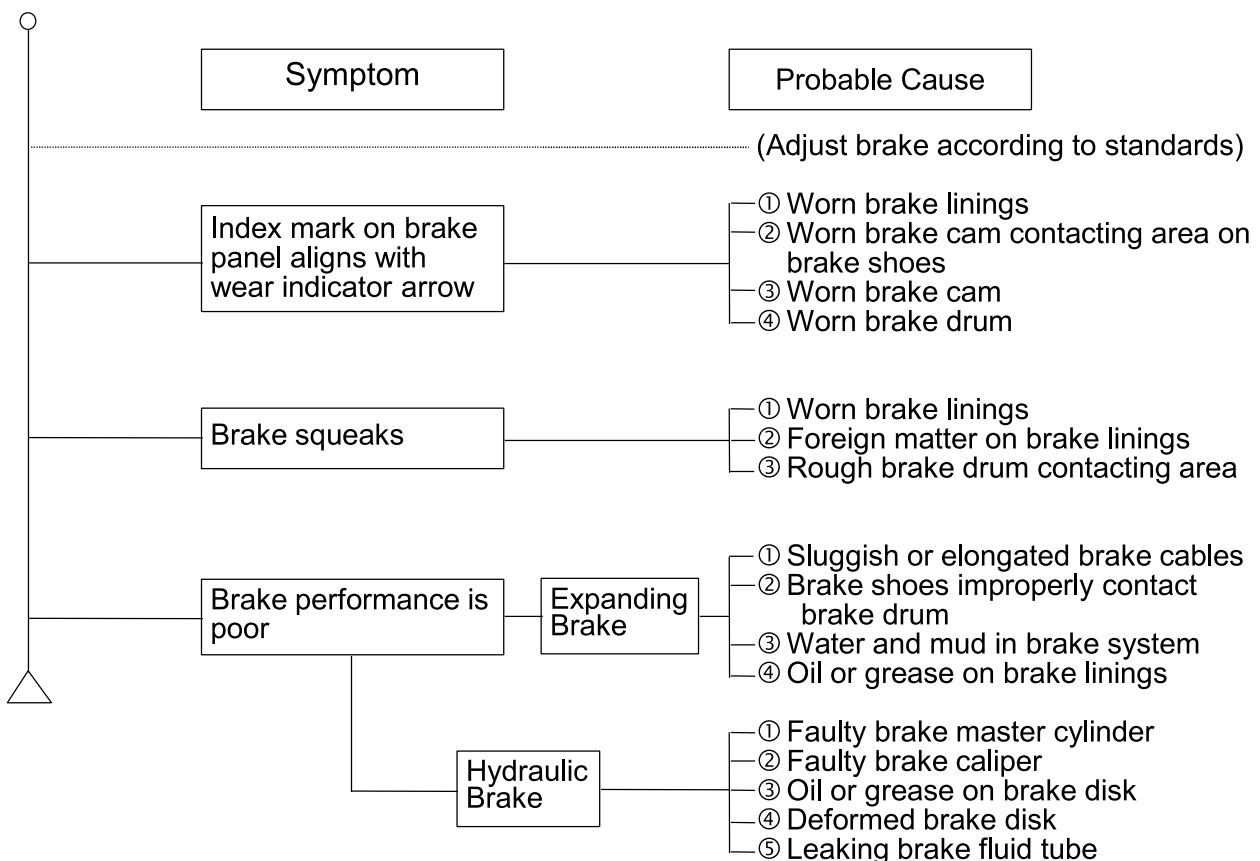 Symptom
Probable Cause
(Adjust brake according to standards)
Index mark on brake
panel aligns with
wear indicator arrow
① Worn brake linings
② Worn brake cam contacting area on
brake shoes
③ Worn brake cam
④ Worn brake drum
Brake squeaks
① Worn brake linings
② Foreign matter on brake linings
③ Rough brake drum contacting area
Brake performance is
poor
Expanding
Brake
① Sluggish or elongated brake cables
② Brake shoes improperly contact
brake drum
③ Water and mud in brake system
④ Oil or grease on brake linings
Hydraulic
Brake
① Faulty brake master cylinder
② Faulty brake caliper
③ Oil or grease on brake disk
④ Deformed brake disk
⑤ Leaking brake fluid tube